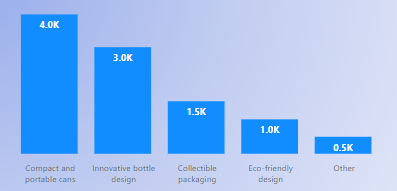 4.0K
3.0K
1.5K
1.0K
0.5K
Compact and
portable cans
Innovative bottle
design
Collectible
packaging
Eco-friendly
design
Other